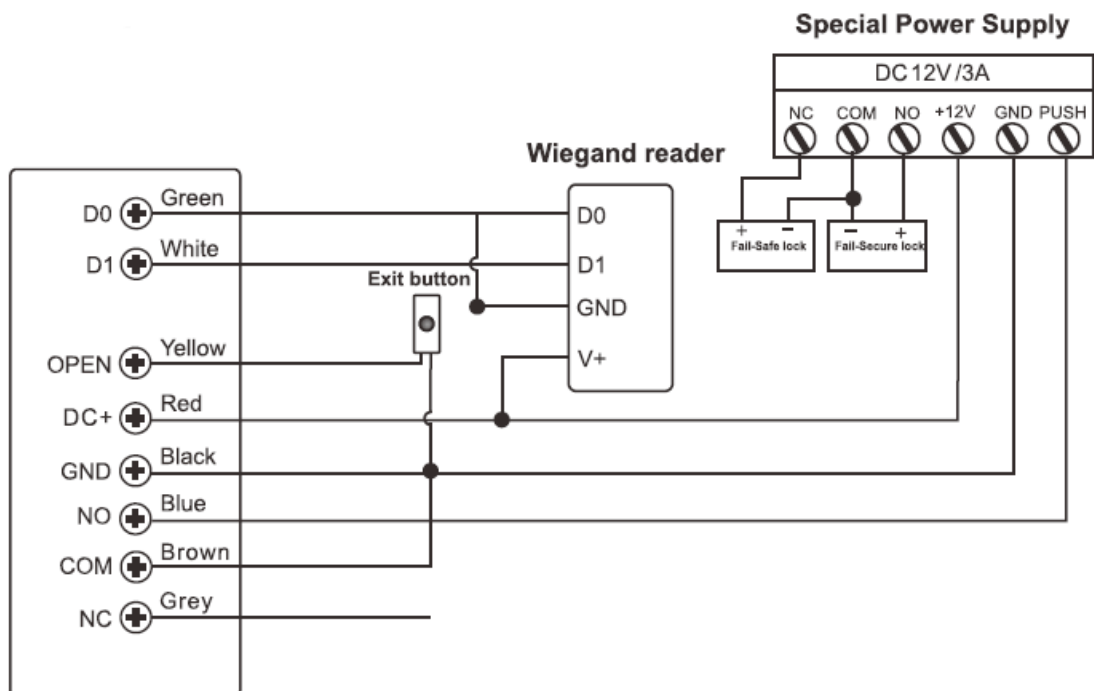 Special Power Supply
DC 12V/3A
NC COM NO +12V GND PUSH
Wiegand reader
Green
D0
D0
White
D1
D1
+ - - +
Fail-Safe lock Fail-Secure lock
Exit button
GND
Yellow
OPEN
V+
Red
DC+
Black
GND
Blue
NO
Brown
COM
Grey
NC